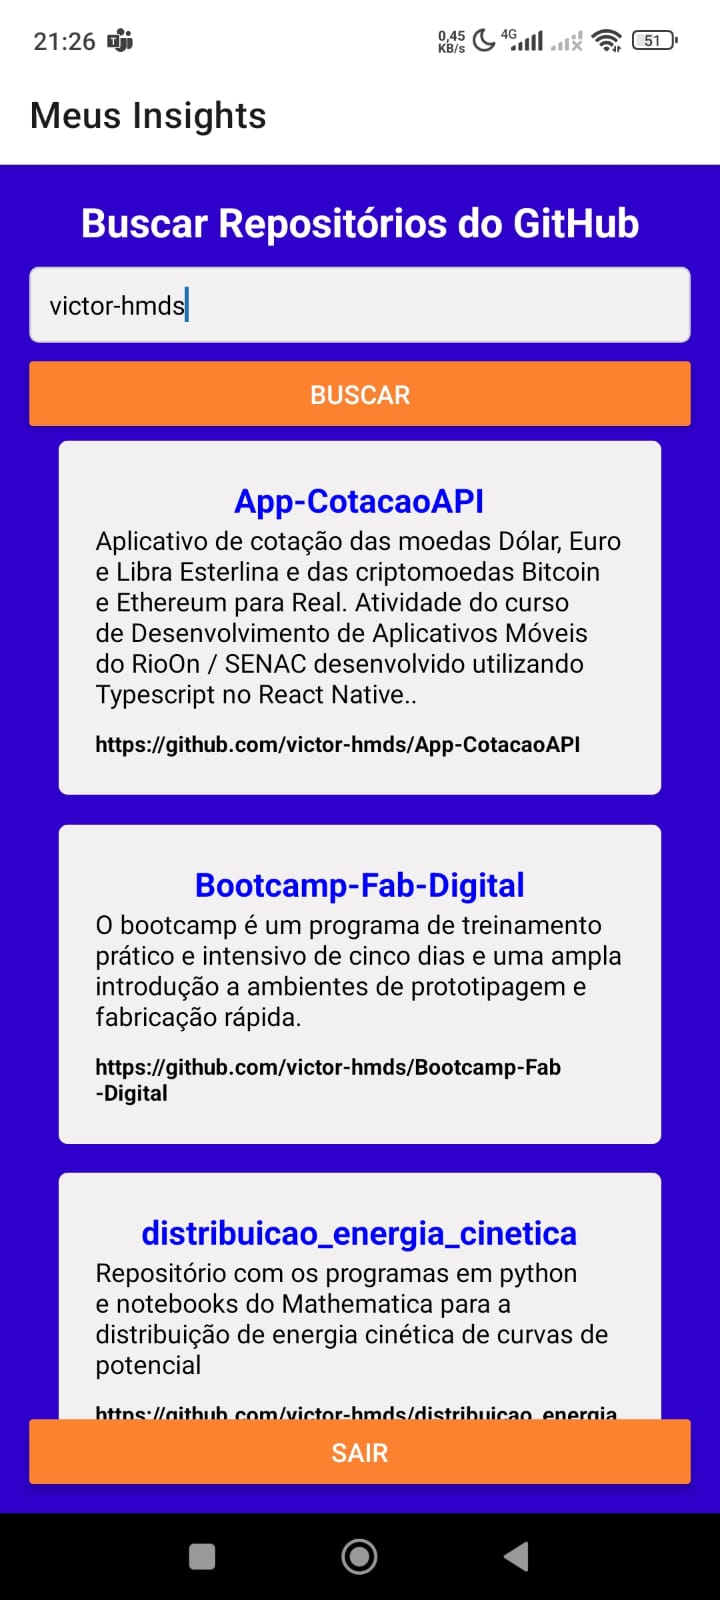 21:26
0,45
KB/s
4G
51
Meus Insights
Buscar Repositórios do GitHub
victor-hmds
BUSCAR
App-CotacaoAPI
Aplicativo de cotação das moedas Dólar, Euro
e Libra Esterlina e das criptomoedas Bitcoin
e Ethereum para Real. Atividade do curso
de Desenvolvimento de Aplicativos Móveis
do RioOn / SENAC desenvolvido utilizando
Typescript no React Native..
https://github.com/victor-hmds/App-CotacaoAPI
Bootcamp-Fab-Digital
O bootcamp é um programa de treinamento
prático e intensivo de cinco dias e uma ampla
introdução a ambientes de prototipagem e
fabricação rápida.
https://github.com/victor-hmds/Bootcamp-Fab
-Digital
distribuicao_energia_cinetica
Repositório com os programas em python
e notebooks do Mathematica para a
distribuição de energia cinética de curvas de
potencial
https://github.com/victor-hmds/distribuicao_energia
SAIR